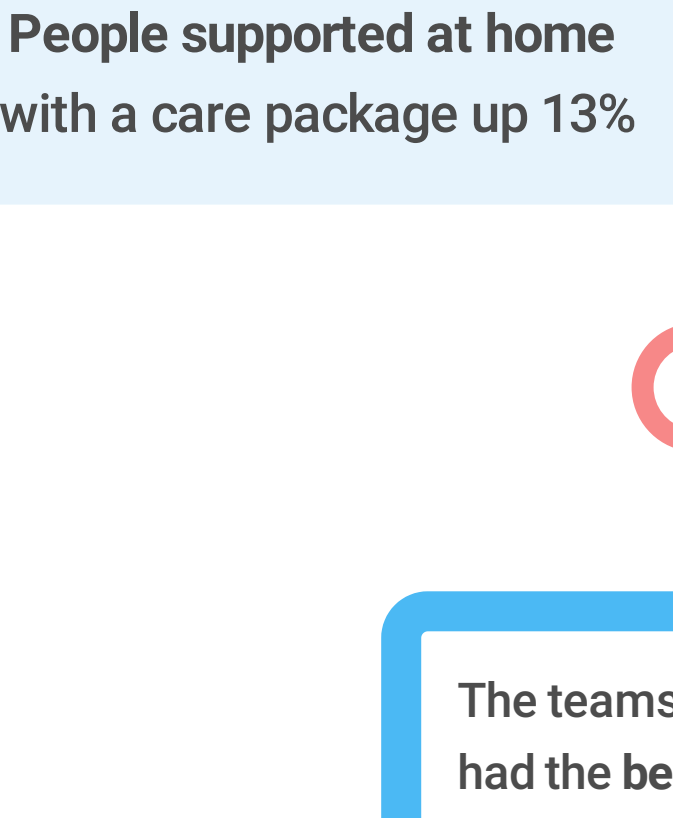 People supported at home
with a care package up 13%
The teams
had the